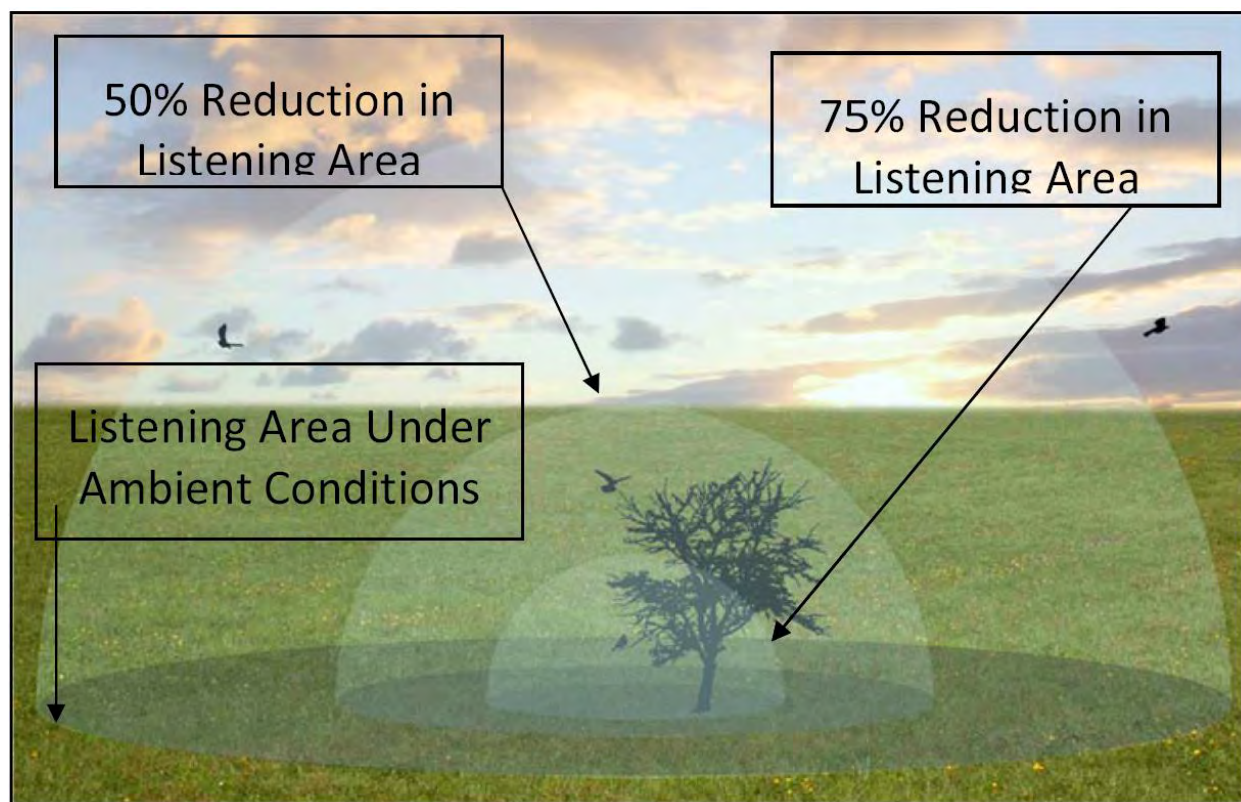 50% Reduction in
Listening Area
75% Reduction in
Listening Area
Listening Area Under
Ambient Conditions